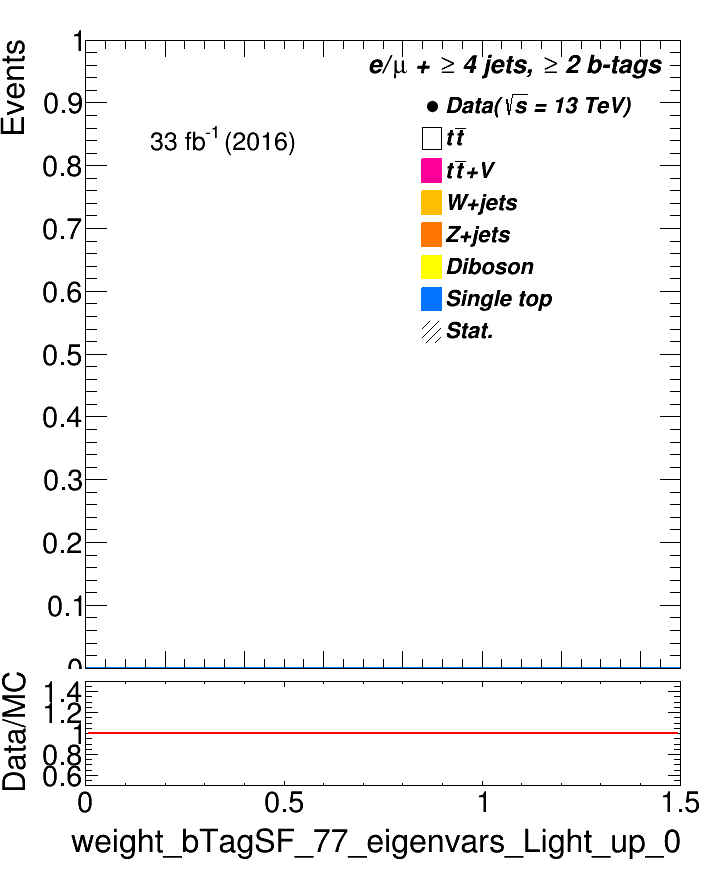 Events
1
0.9
0.8
0.7
0.6
0.5
0.4
0.3
0.2
0.1
0
e/μ + ≥ 4 jets, ≥ 2 b-tags
33 fb⁻¹ (2016)
Data(√s = 13 TeV)
tt̅
tt̅+V
W+jets
Z+jets
Diboson
Single top
Stat.
Data/MC
1.4
1.2
1
0.8
0.6
0 0.5 1 1.5
weight_bTagSF_77_eigenvars_Light_up_0